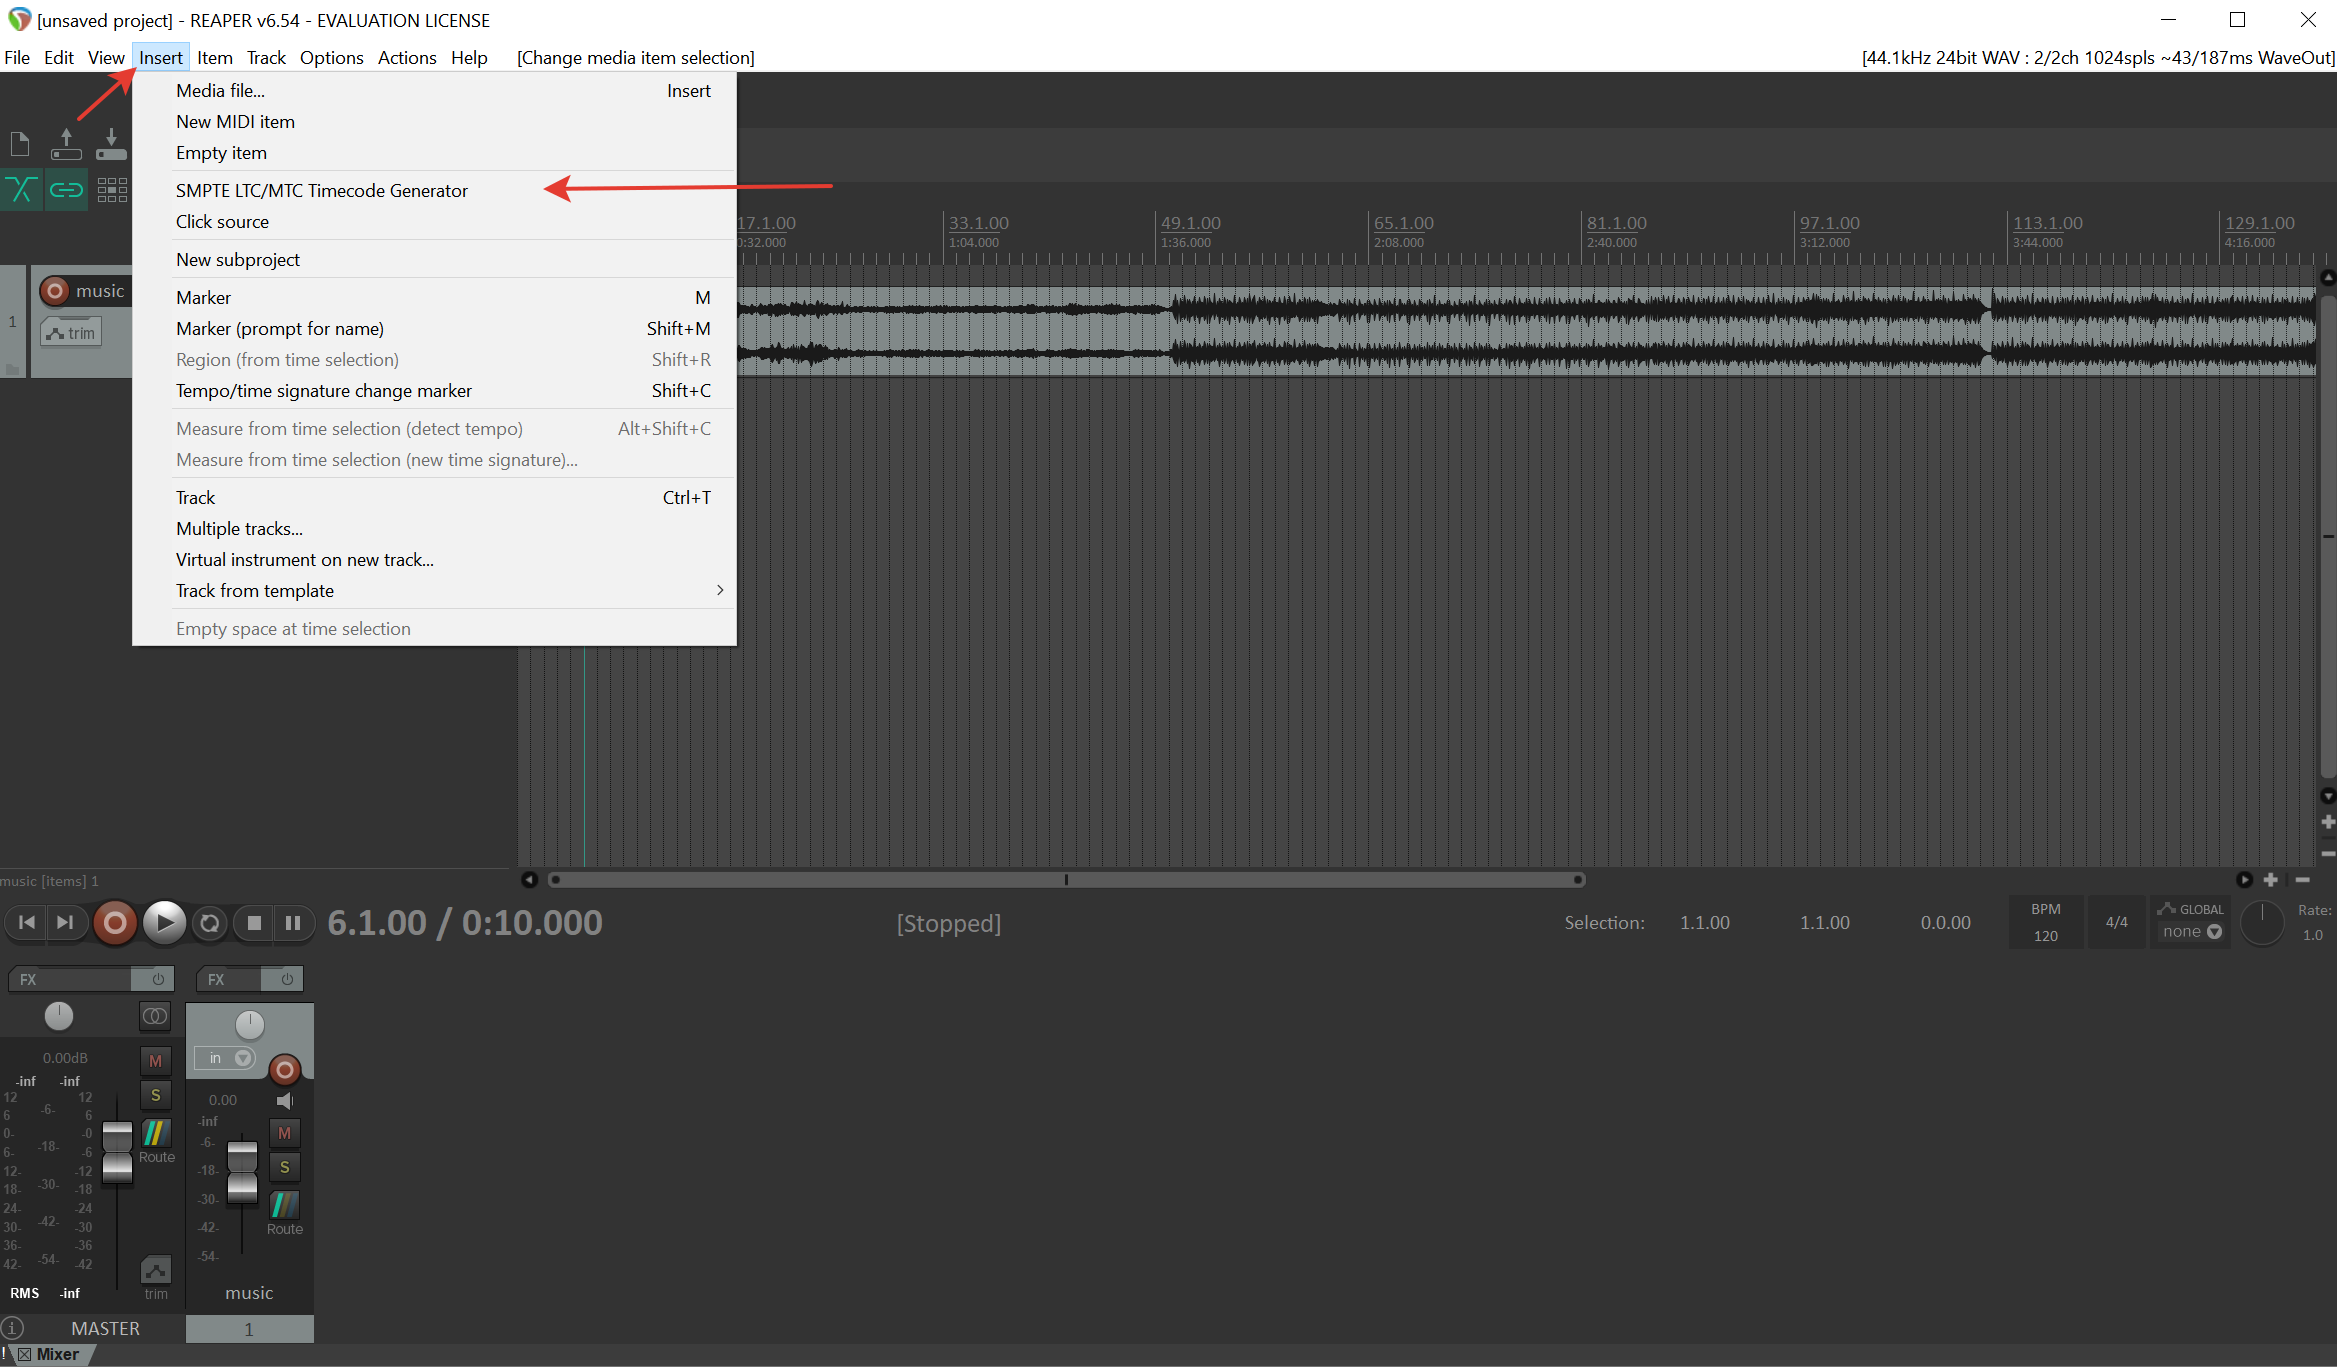 [unsaved project] - REAPER v6.54 - EVALUATION LICENSE
File Edit View Insert Item Track Options Actions Help [Change media item selection] [44.1kHz 24bit WAV : 2/2ch 1024spls ~43/187ms WaveOut]
Media file... Insert
New MIDI item
Empty item
SMPTE LTC/MTC Timecode Generator
Click source
New subproject
Marker M
Marker (prompt for name) Shift+M
Region (from time selection) Shift+R
Tempo/time signature change marker Shift+C
Measure from time selection (detect tempo) Alt+Shift+C
Measure from time selection (new time signature)...
Track Ctrl+T
Multiple tracks...
Virtual instrument on new track...
Track from template
Empty space at time selection
17.1.00 33.1.00 49.1.00 65.1.00 81.1.00 97.1.00 113.1.00 129.1.00
0:32.000 1:04.000 1:36.000 2:08.000 2:40.000 3:12.000 3:44.000 4:16.000
music
1
trim
music [items] 1
6.1.00 / 0:10.000
[Stopped]
Selection: 1.1.00 1.1.00 0.0.00
BPM
120
4/4
GLOBAL
none
Rate:
1.0
FX FX
in
0.00dB
-inf -inf
M
S
Route
12 12
6 -6- 6
0- -0
6- -18- -6
12- -12
18- -30- -18
24- -24
30- -42- -30
36- -36
42- -54- -42
trim
RMS -inf
MASTER
0.00
-inf
-6-
-18-
-30-
-42-
-54-
M
S
Route
music
1
! Mixer